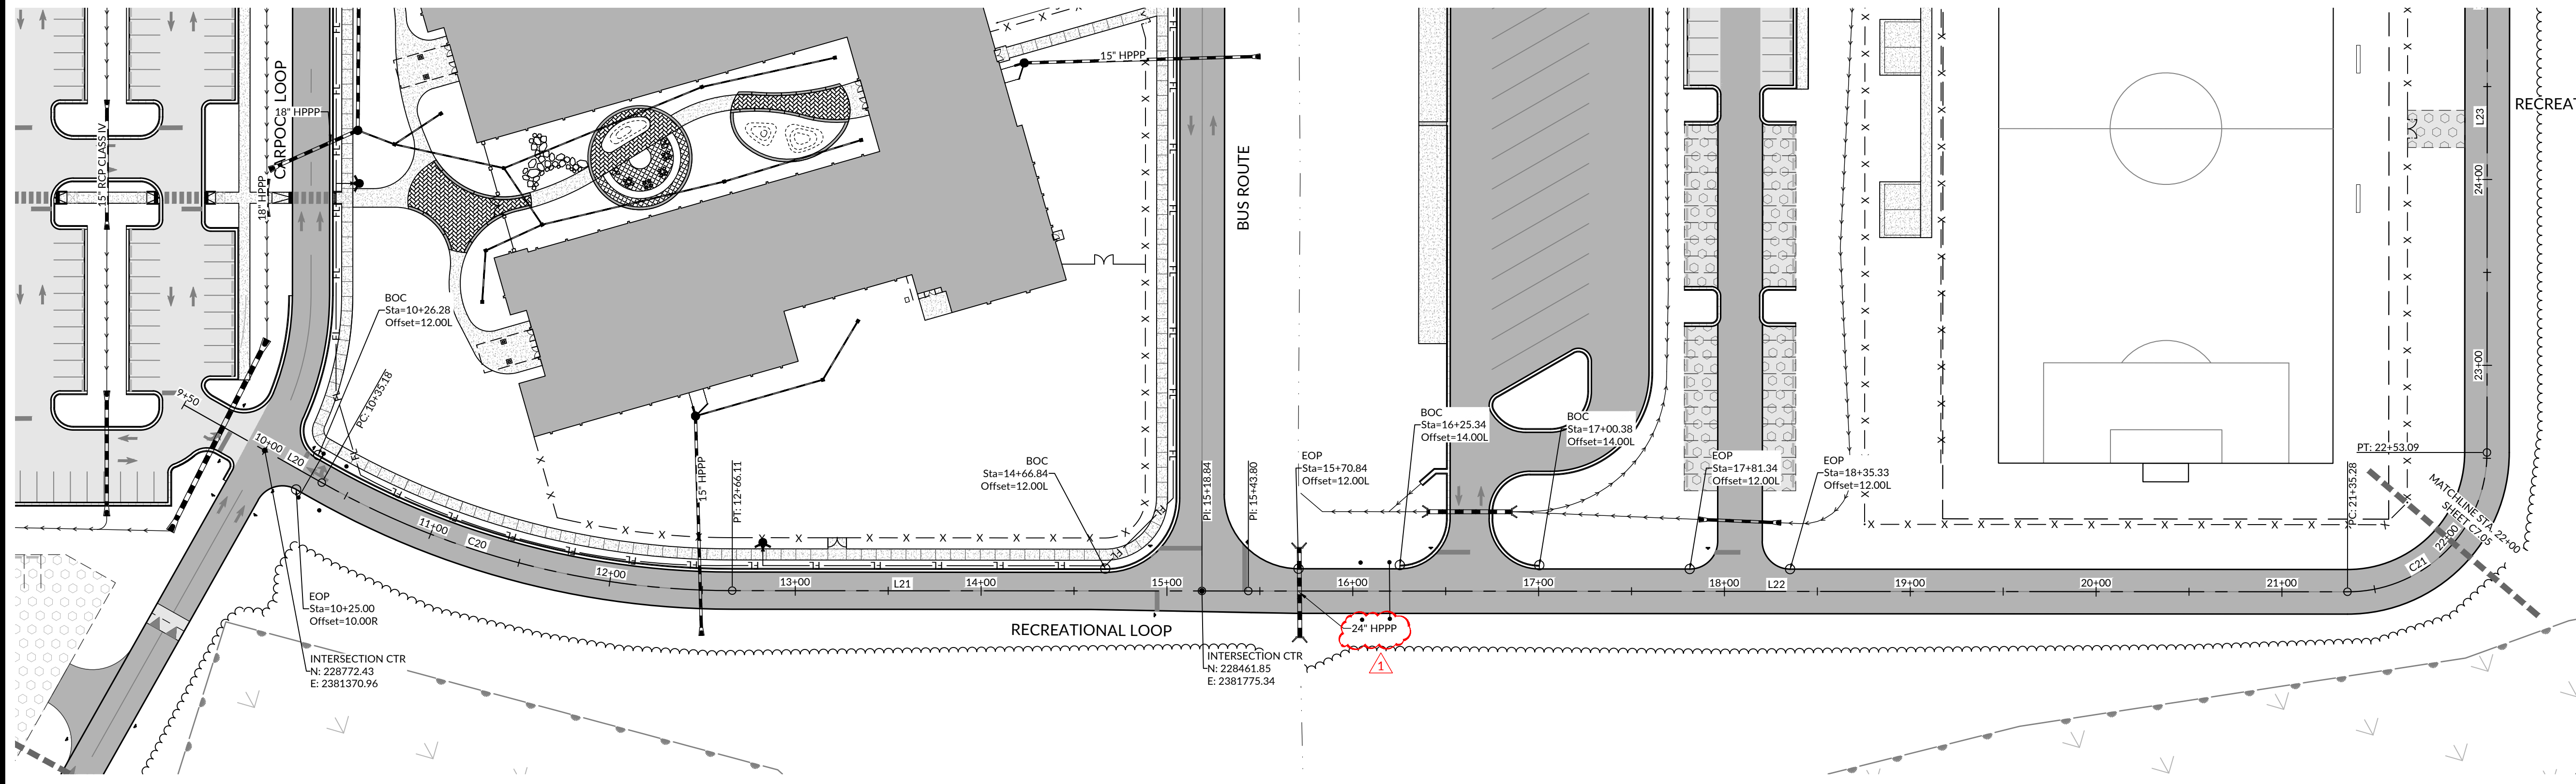 15" RCP CLASS IV
CARPOOL LOOP
18" HPPP
18" HPPP
15" HPPP
BUS ROUTE
RECREAT
L23
24+00
23+00
BOC
Sta=10+26.28
Offset=12.00L
PC: 10+35.18
9+50
10+00
L20
11+00
C20
12+00
15" HPPP
PT: 12+66.11
13+00
L21
14+00
BOC
Sta=14+66.84
Offset=12.00L
15+00
PI: 15+18.84
PI: 15+43.80
EOP
Sta=15+70.84
Offset=12.00L
16+00
BOC
Sta=16+25.34
Offset=14.00L
BOC
Sta=17+00.38
Offset=14.00L
17+00
EOP
Sta=17+81.34
Offset=12.00L
18+00
L22
EOP
Sta=18+35.33
Offset=12.00L
19+00
20+00
21+00
PC: 21+35.28
PT: 22+53.09
MATCHLINE STA. 22+00
SHEET C7.05
22+00
C21
EOP
Sta=10+25.00
Offset=10.00R
INTERSECTION CTR
N: 228772.43
E: 2381370.96
RECREATIONAL LOOP
INTERSECTION CTR
N: 228461.85
E: 2381775.34
24" HPPP
1